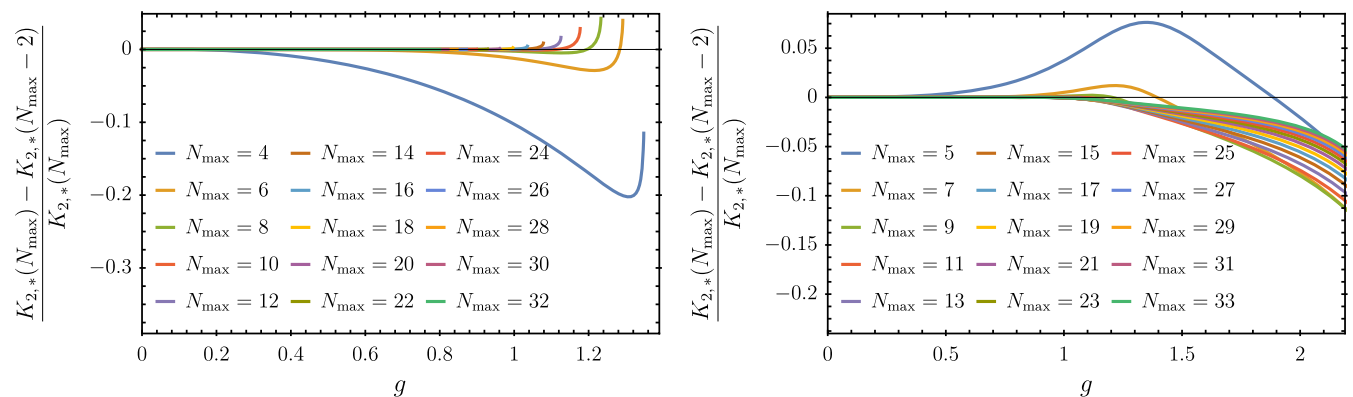 K_{2,*}(N_max) − K_{2,*}(N_max − 2)
K_{2,*}(N_max)
0
−0.1
−0.2
−0.3
N_max = 4
N_max = 14
N_max = 24
N_max = 6
N_max = 16
N_max = 26
N_max = 8
N_max = 18
N_max = 28
N_max = 10
N_max = 20
N_max = 30
N_max = 12
N_max = 22
N_max = 32
0
0.2
0.4
0.6
0.8
1
1.2
g
K_{2,*}(N_max) − K_{2,*}(N_max − 2)
K_{2,*}(N_max)
0.05
0
−0.05
−0.1
−0.15
−0.2
N_max = 5
N_max = 15
N_max = 25
N_max = 7
N_max = 17
N_max = 27
N_max = 9
N_max = 19
N_max = 29
N_max = 11
N_max = 21
N_max = 31
N_max = 13
N_max = 23
N_max = 33
0
0.5
1
1.5
2
g